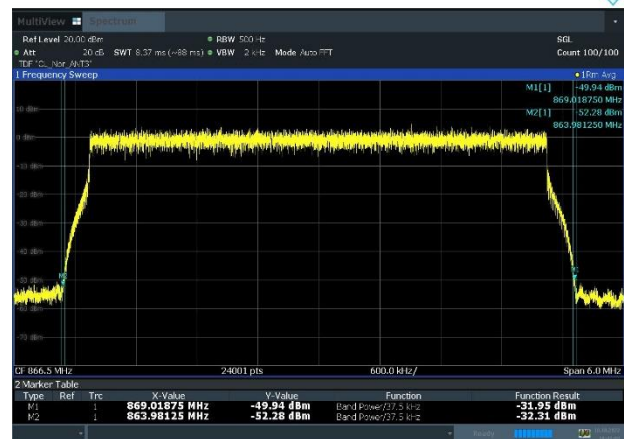 MultiView Spectrum
Ref Level 20.00 dBm RBW 500 Hz SGL
Att 20 dB SWT 8.37 ms (~88 ms) VBW 2 kHz Mode Auto FFT Count 100/100
1 Frequency Sweep 1Rm Avg
M1[1] -49.94 dBm
869.018750 MHz
M2[1] -52.28 dBm
863.981250 MHz
10 dBm
0 dBm
-10 dBm
-20 dBm
-30 dBm
-40 dBm
-50 dBm
M2
M1
-60 dBm
-70 dBm
CF 866.5 MHz 24001 pts 600.0 kHz/ Span 6.0 MHz
2 Marker Table
Type Ref Trc X-Value Y-Value Function Function Result
M1 1 869.01875 MHz -49.94 dBm Band Power/37.5 kHz -31.95 dBm
M2 1 863.98125 MHz -52.28 dBm Band Power/37.5 kHz -32.31 dBm
Ready